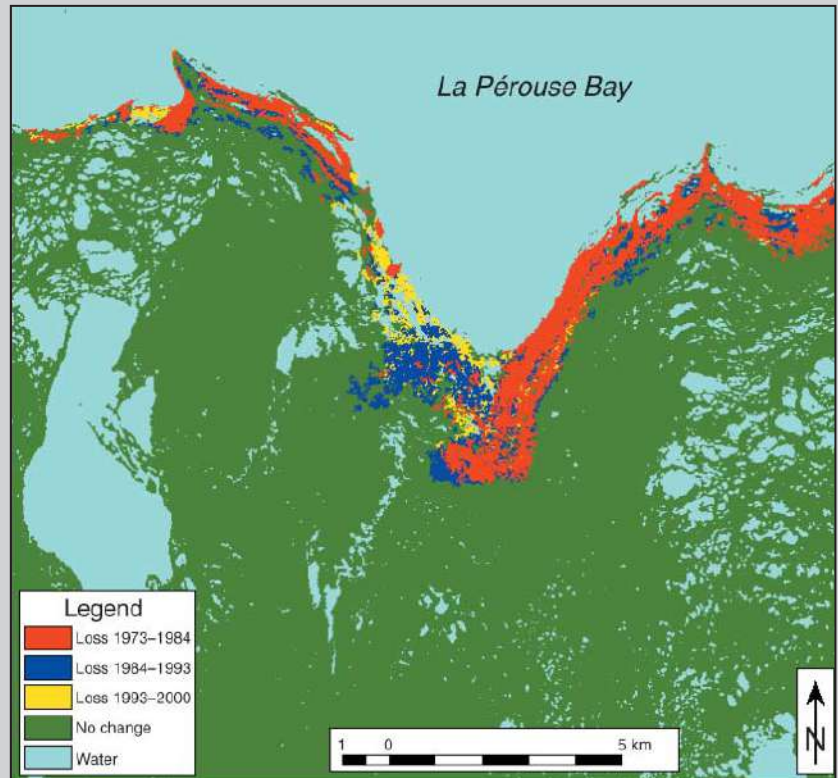 La Pérouse Bay
Legend
Loss 1973–1984
Loss 1984–1993
Loss 1993–2000
No change
Water
1 0 5 km
N